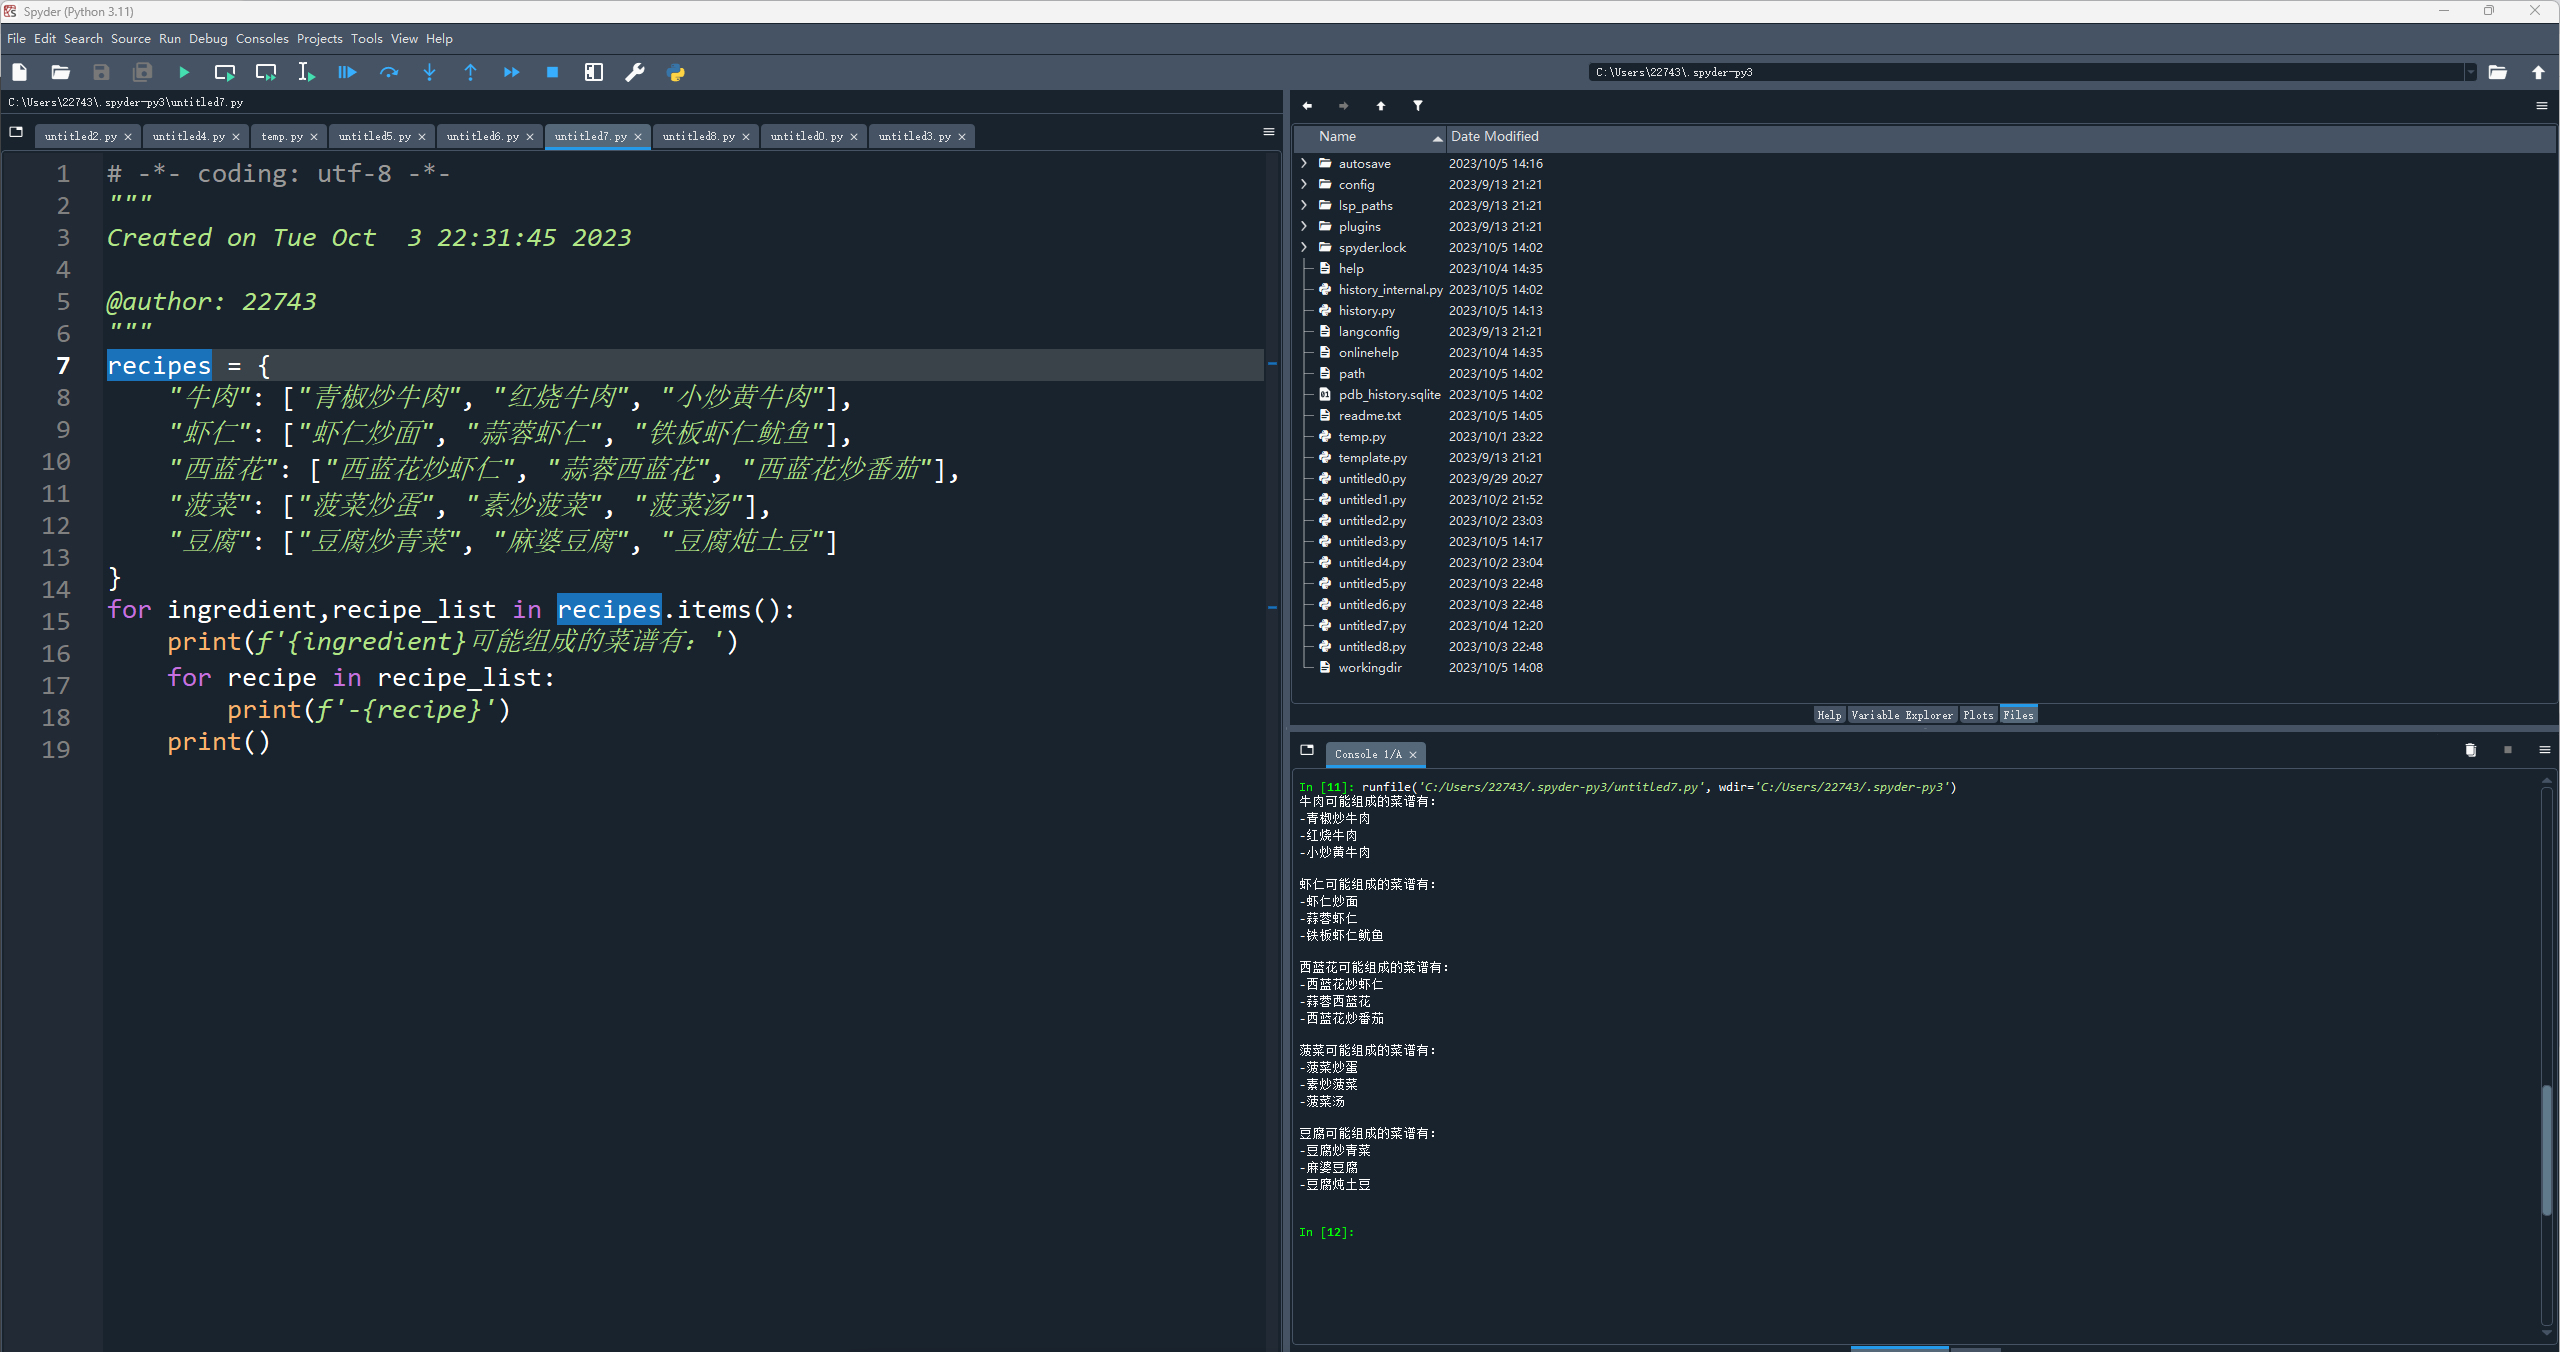 Spyder (Python 3.11)
File Edit Search Source Run Debug Consoles Projects Tools View Help
C:\Users\22743\.spyder-py3
C:\Users\22743\.spyder-py3\untitled7.py
untitled2.py untitled4.py temp.py untitled5.py untitled6.py untitled7.py untitled8.py untitled0.py untitled3.py
1 # -*- coding: utf-8 -*-
2 """
3 Created on Tue Oct  3 22:31:45 2023
4
5 @author: 22743
6 """
7 recipes = {
8     "牛肉": ["青椒炒牛肉", "红烧牛肉", "小炒黄牛肉"],
9     "虾仁": ["虾仁炒面", "蒜蓉虾仁", "铁板虾仁鱿鱼"],
10     "西蓝花": ["西蓝花炒虾仁", "蒜蓉西蓝花", "西蓝花炒番茄"],
11     "菠菜": ["菠菜炒蛋", "素炒菠菜", "菠菜汤"],
12     "豆腐": ["豆腐炒青菜", "麻婆豆腐", "豆腐炖土豆"]
13 }
14 for ingredient,recipe_list in recipes.items():
15     print(f'{ingredient}可能组成的菜谱有：')
16     for recipe in recipe_list:
17         print(f'-{recipe}')
18     print()
19
Name Date Modified
autosave 2023/10/5 14:16
config 2023/9/13 21:21
lsp_paths 2023/9/13 21:21
plugins 2023/9/13 21:21
spyder.lock 2023/10/5 14:02
help 2023/10/4 14:35
history_internal.py 2023/10/5 14:02
history.py 2023/10/5 14:13
langconfig 2023/9/13 21:21
onlinehelp 2023/10/4 14:35
path 2023/10/5 14:02
pdb_history.sqlite 2023/10/5 14:02
readme.txt 2023/10/5 14:05
temp.py 2023/10/1 23:22
template.py 2023/9/13 21:21
untitled0.py 2023/9/29 20:27
untitled1.py 2023/10/2 21:52
untitled2.py 2023/10/2 23:03
untitled3.py 2023/10/5 14:17
untitled4.py 2023/10/2 23:04
untitled5.py 2023/10/3 22:48
untitled6.py 2023/10/3 22:48
untitled7.py 2023/10/4 12:20
untitled8.py 2023/10/3 22:48
workingdir 2023/10/5 14:08
Help Variable Explorer Plots Files
Console 1/A
In [11]: runfile('C:/Users/22743/.spyder-py3/untitled7.py', wdir='C:/Users/22743/.spyder-py3')
牛肉可能组成的菜谱有：
-青椒炒牛肉
-红烧牛肉
-小炒黄牛肉
虾仁可能组成的菜谱有：
-虾仁炒面
-蒜蓉虾仁
-铁板虾仁鱿鱼
西蓝花可能组成的菜谱有：
-西蓝花炒虾仁
-蒜蓉西蓝花
-西蓝花炒番茄
菠菜可能组成的菜谱有：
-菠菜炒蛋
-素炒菠菜
-菠菜汤
豆腐可能组成的菜谱有：
-豆腐炒青菜
-麻婆豆腐
-豆腐炖土豆
In [12]: